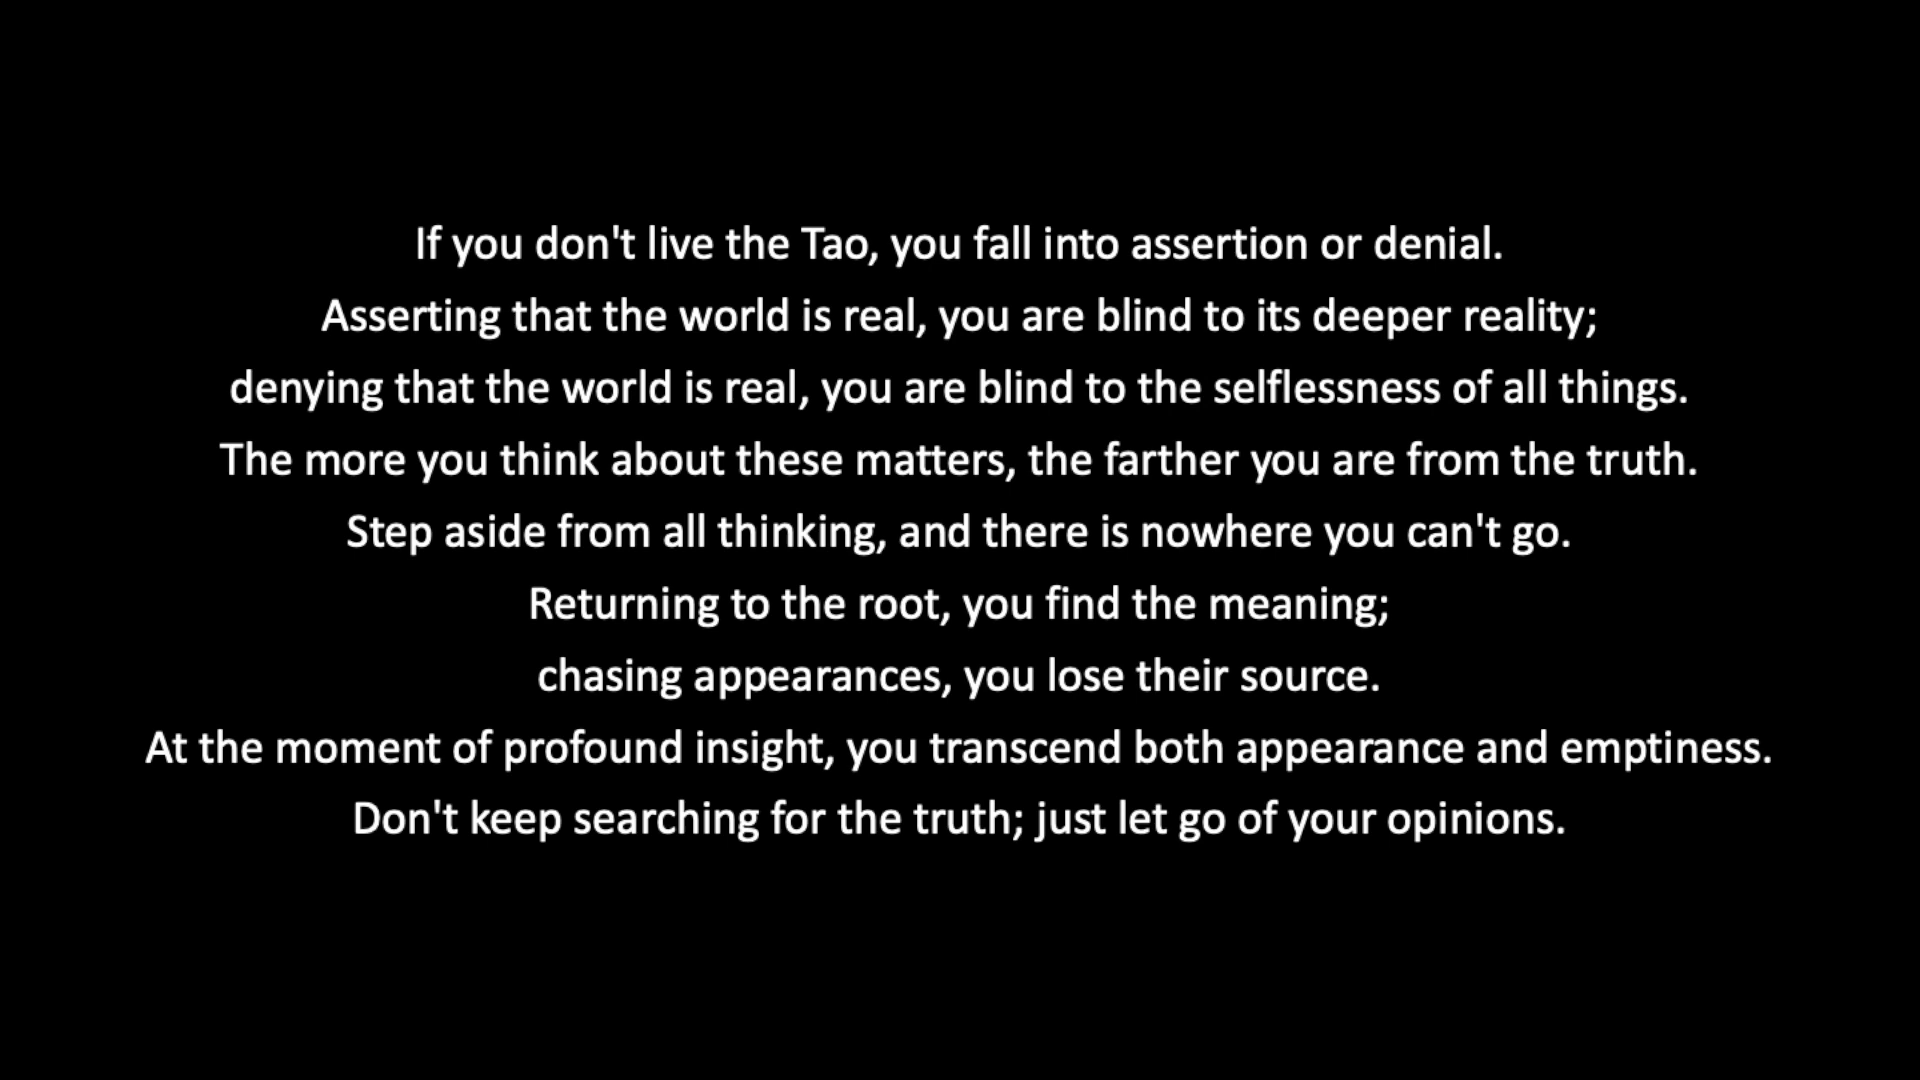 If you don't live the Tao, you fall into assertion or denial.
Asserting that the world is real, you are blind to its deeper reality;
denying that the world is real, you are blind to the selflessness of all things.
The more you think about these matters, the farther you are from the truth.
Step aside from all thinking, and there is nowhere you can't go.
Returning to the root, you find the meaning;
chasing appearances, you lose their source.
At the moment of profound insight, you transcend both appearance and emptiness.
Don't keep searching for the truth; just let go of your opinions.